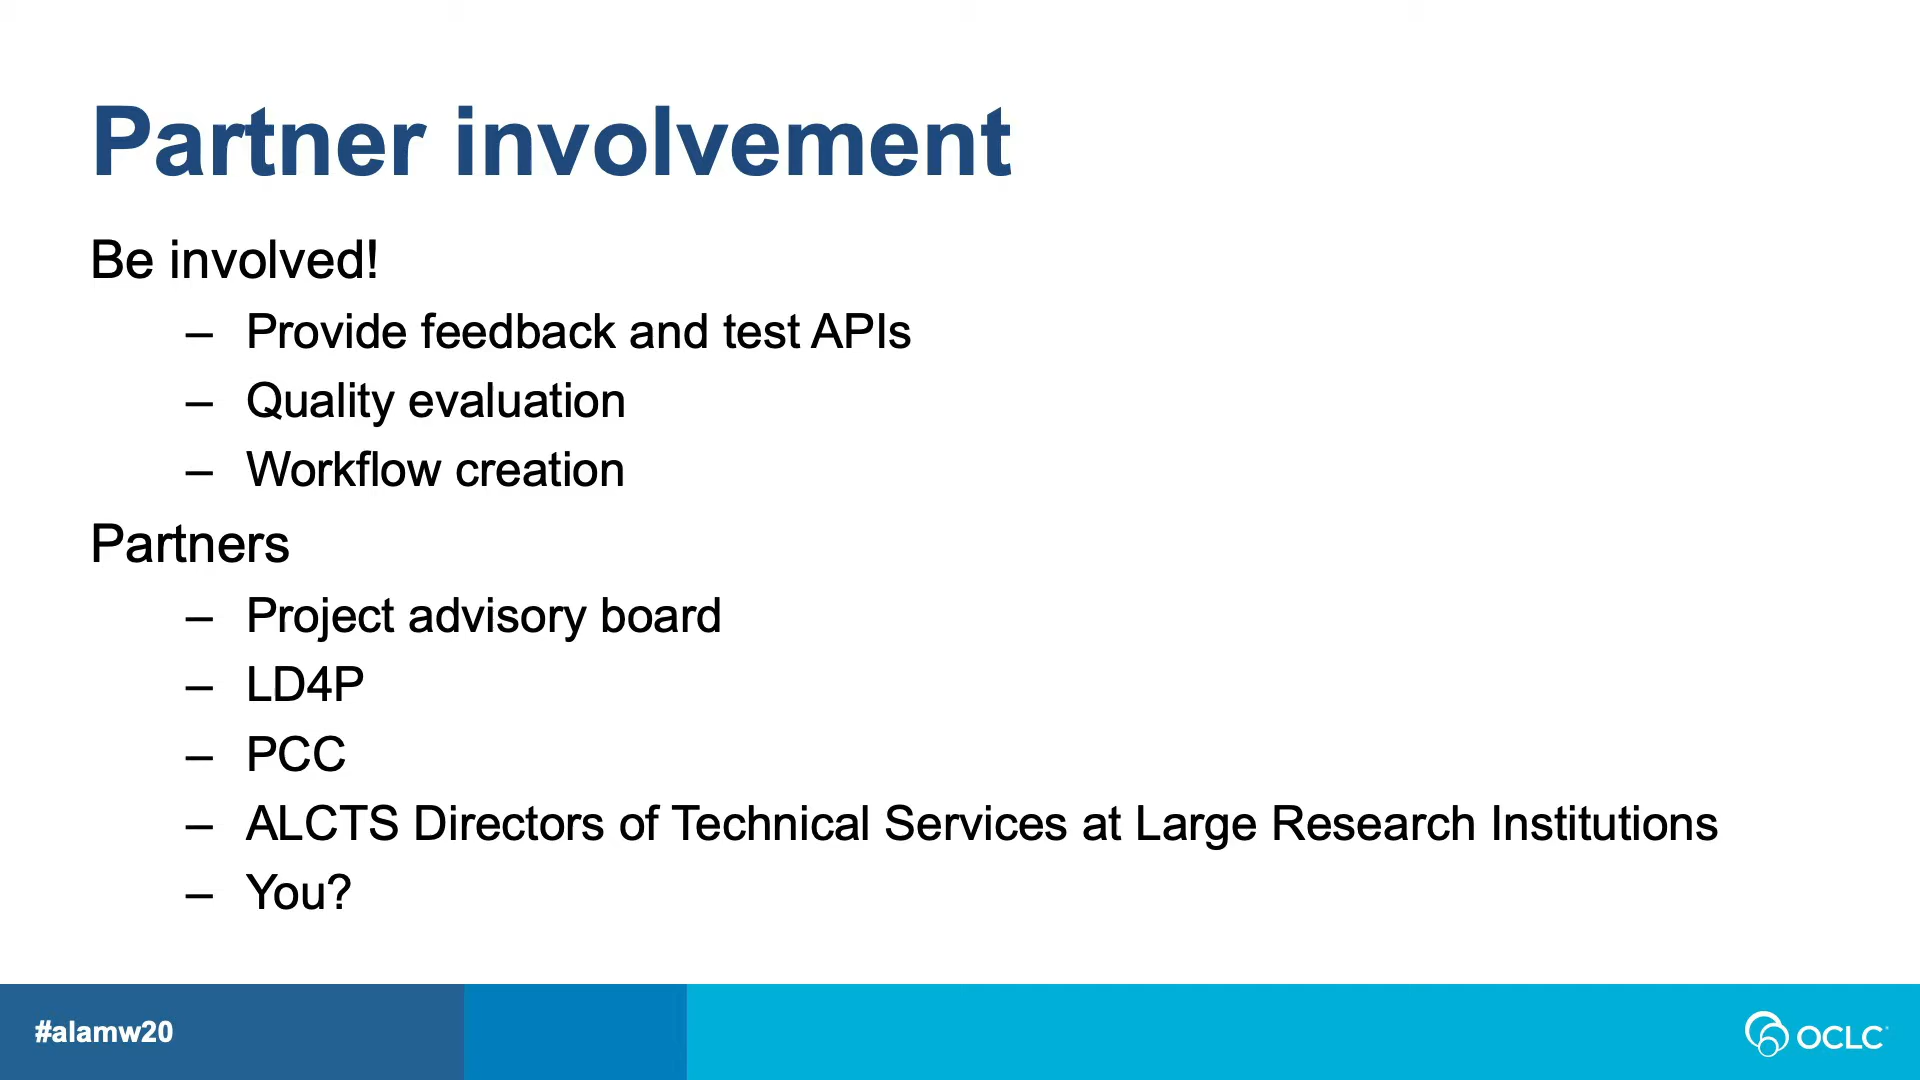 Partner involvement
Be involved!
– Provide feedback and test APIs
– Quality evaluation
– Workflow creation
Partners
– Project advisory board
– LD4P
– PCC
– ALCTS Directors of Technical Services at Large Research Institutions
– You?
#alamw20
OCLC